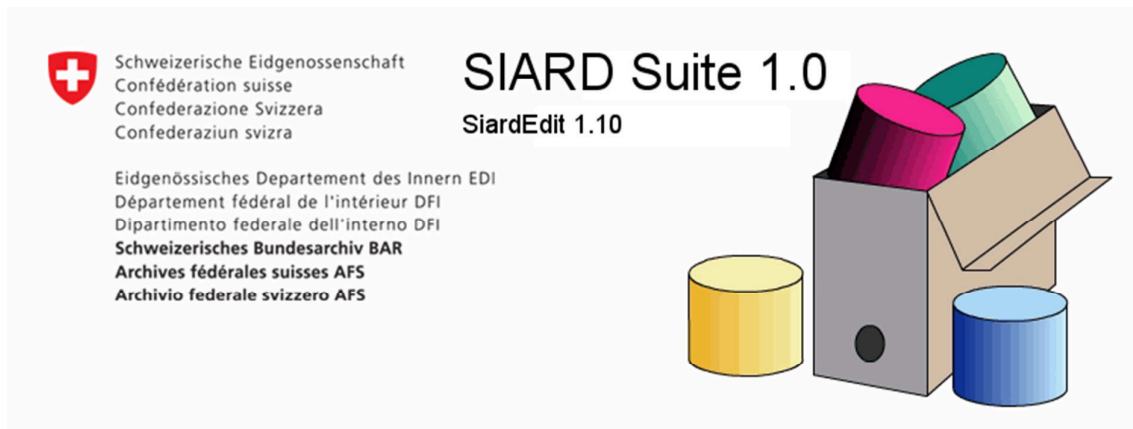 Schweizerische Eidgenossenschaft
Confédération suisse
Confederazione Svizzera
Confederaziun svizra
Eidgenössisches Departement des Innern EDI
Département fédéral de l'intérieur DFI
Dipartimento federale dell'interno DFI
Schweizerisches Bundesarchiv BAR
Archives fédérales suisses AFS
Archivio federale svizzero AFS
SIARD Suite 1.0
SiardEdit 1.10